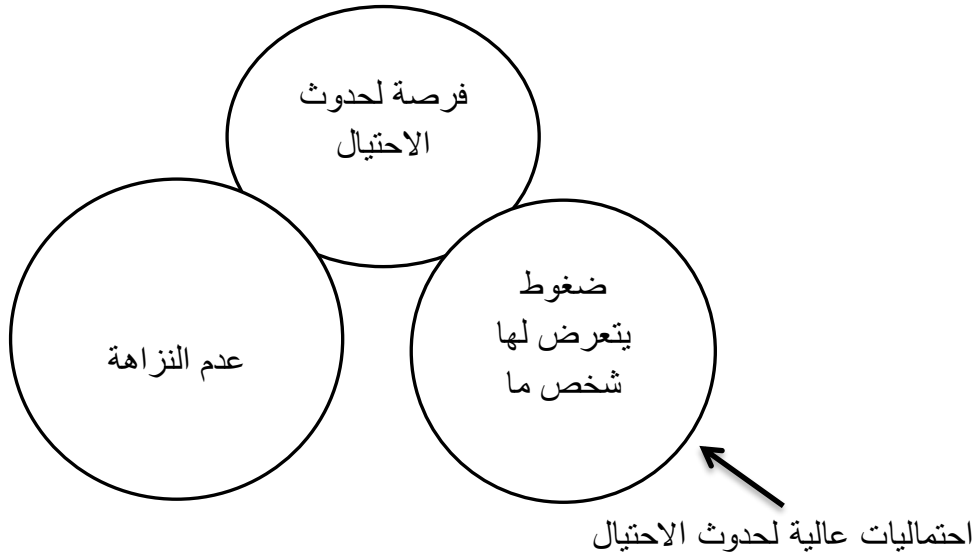 فرصة لحدوث
الاحتيال
ضغوط
يتعرض لها
شخص ما
عدم النزاهة
احتماليات عالية لحدوث الاحتيال